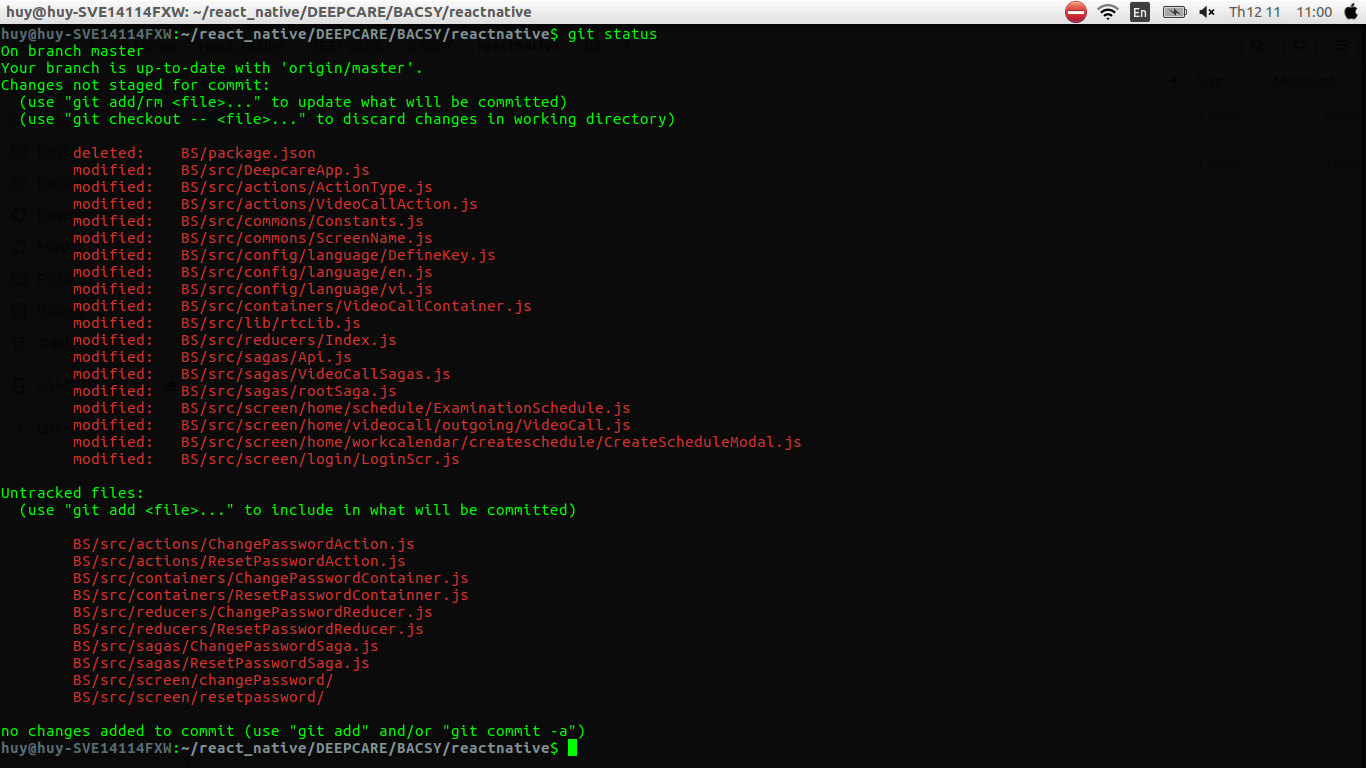 huy@huy-SVE14114FXW: ~/react_native/DEEPCARE/BACSY/reactnative En Th12 11 11:00
huy@huy-SVE14114FXW:~/react_native/DEEPCARE/BACSY/reactnative$ git status
On branch master
Your branch is up-to-date with 'origin/master'.
Changes not staged for commit:
  (use "git add/rm <file>..." to update what will be committed)
  (use "git checkout -- <file>..." to discard changes in working directory)
        deleted:    BS/package.json
        modified:   BS/src/DeepcareApp.js
        modified:   BS/src/actions/ActionType.js
        modified:   BS/src/actions/VideoCallAction.js
        modified:   BS/src/commons/Constants.js
        modified:   BS/src/commons/ScreenName.js
        modified:   BS/src/config/language/DefineKey.js
        modified:   BS/src/config/language/en.js
        modified:   BS/src/config/language/vi.js
        modified:   BS/src/containers/VideoCallContainer.js
        modified:   BS/src/lib/rtcLib.js
        modified:   BS/src/reducers/Index.js
        modified:   BS/src/sagas/Api.js
        modified:   BS/src/sagas/VideoCallSagas.js
        modified:   BS/src/sagas/rootSaga.js
        modified:   BS/src/screen/home/schedule/ExaminationSchedule.js
        modified:   BS/src/screen/home/videocall/outgoing/VideoCall.js
        modified:   BS/src/screen/home/workcalendar/createschedule/CreateScheduleModal.js
        modified:   BS/src/screen/login/LoginScr.js
Untracked files:
  (use "git add <file>..." to include in what will be committed)
        BS/src/actions/ChangePasswordAction.js
        BS/src/actions/ResetPasswordAction.js
        BS/src/containers/ChangePasswordContainer.js
        BS/src/containers/ResetPasswordContainner.js
        BS/src/reducers/ChangePasswordReducer.js
        BS/src/reducers/ResetPasswordReducer.js
        BS/src/sagas/ChangePasswordSaga.js
        BS/src/sagas/ResetPasswordSaga.js
        BS/src/screen/changePassword/
        BS/src/screen/resetpassword/
no changes added to commit (use "git add" and/or "git commit -a")
huy@huy-SVE14114FXW:~/react_native/DEEPCARE/BACSY/reactnative$